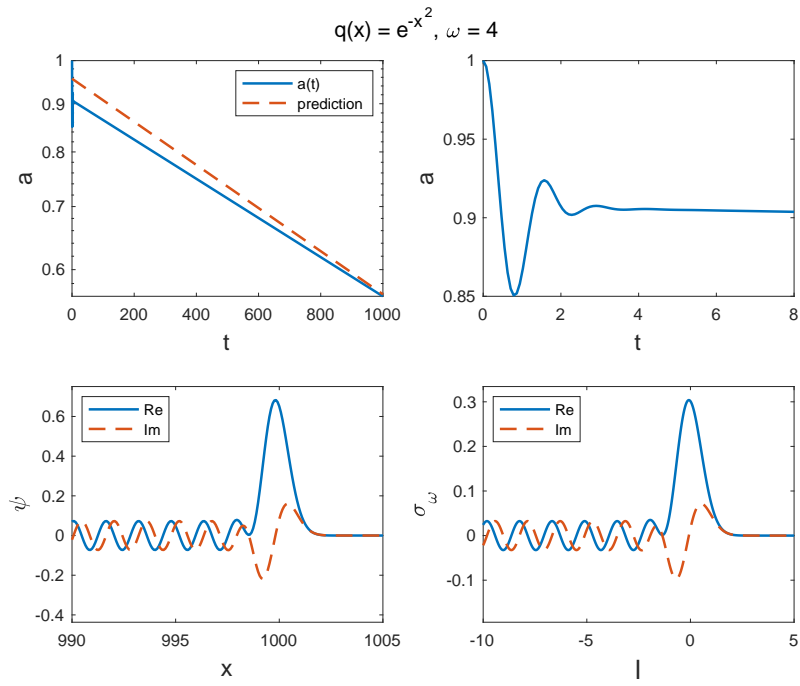 q(x) = e^{-x^2}, ω = 4
1
0.9
0.7
0.6
a
0 200 400 600 800 1000
t
a(t)
prediction
1
0.95
0.9
0.85
a
0 2 4 6 8
t
0.6
0.4
0.2
0
-0.2
-0.4
ψ
990 995 1000 1005
x
Re
Im
0.3
0.2
0.1
0
-0.1
σ_ω
-10 -5 0 5
l
Re
Im